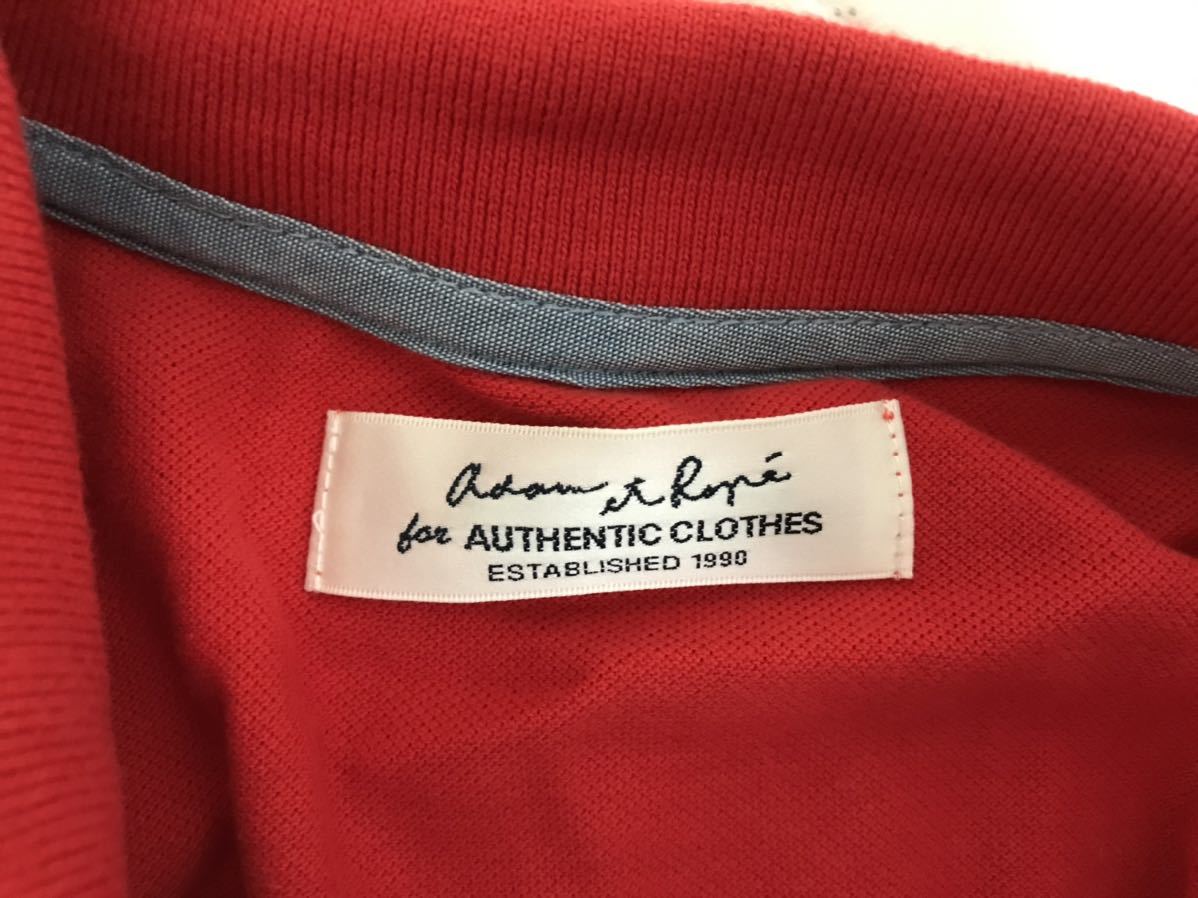 Adam et Ropé
for AUTHENTIC CLOTHES
ESTABLISHED 1990